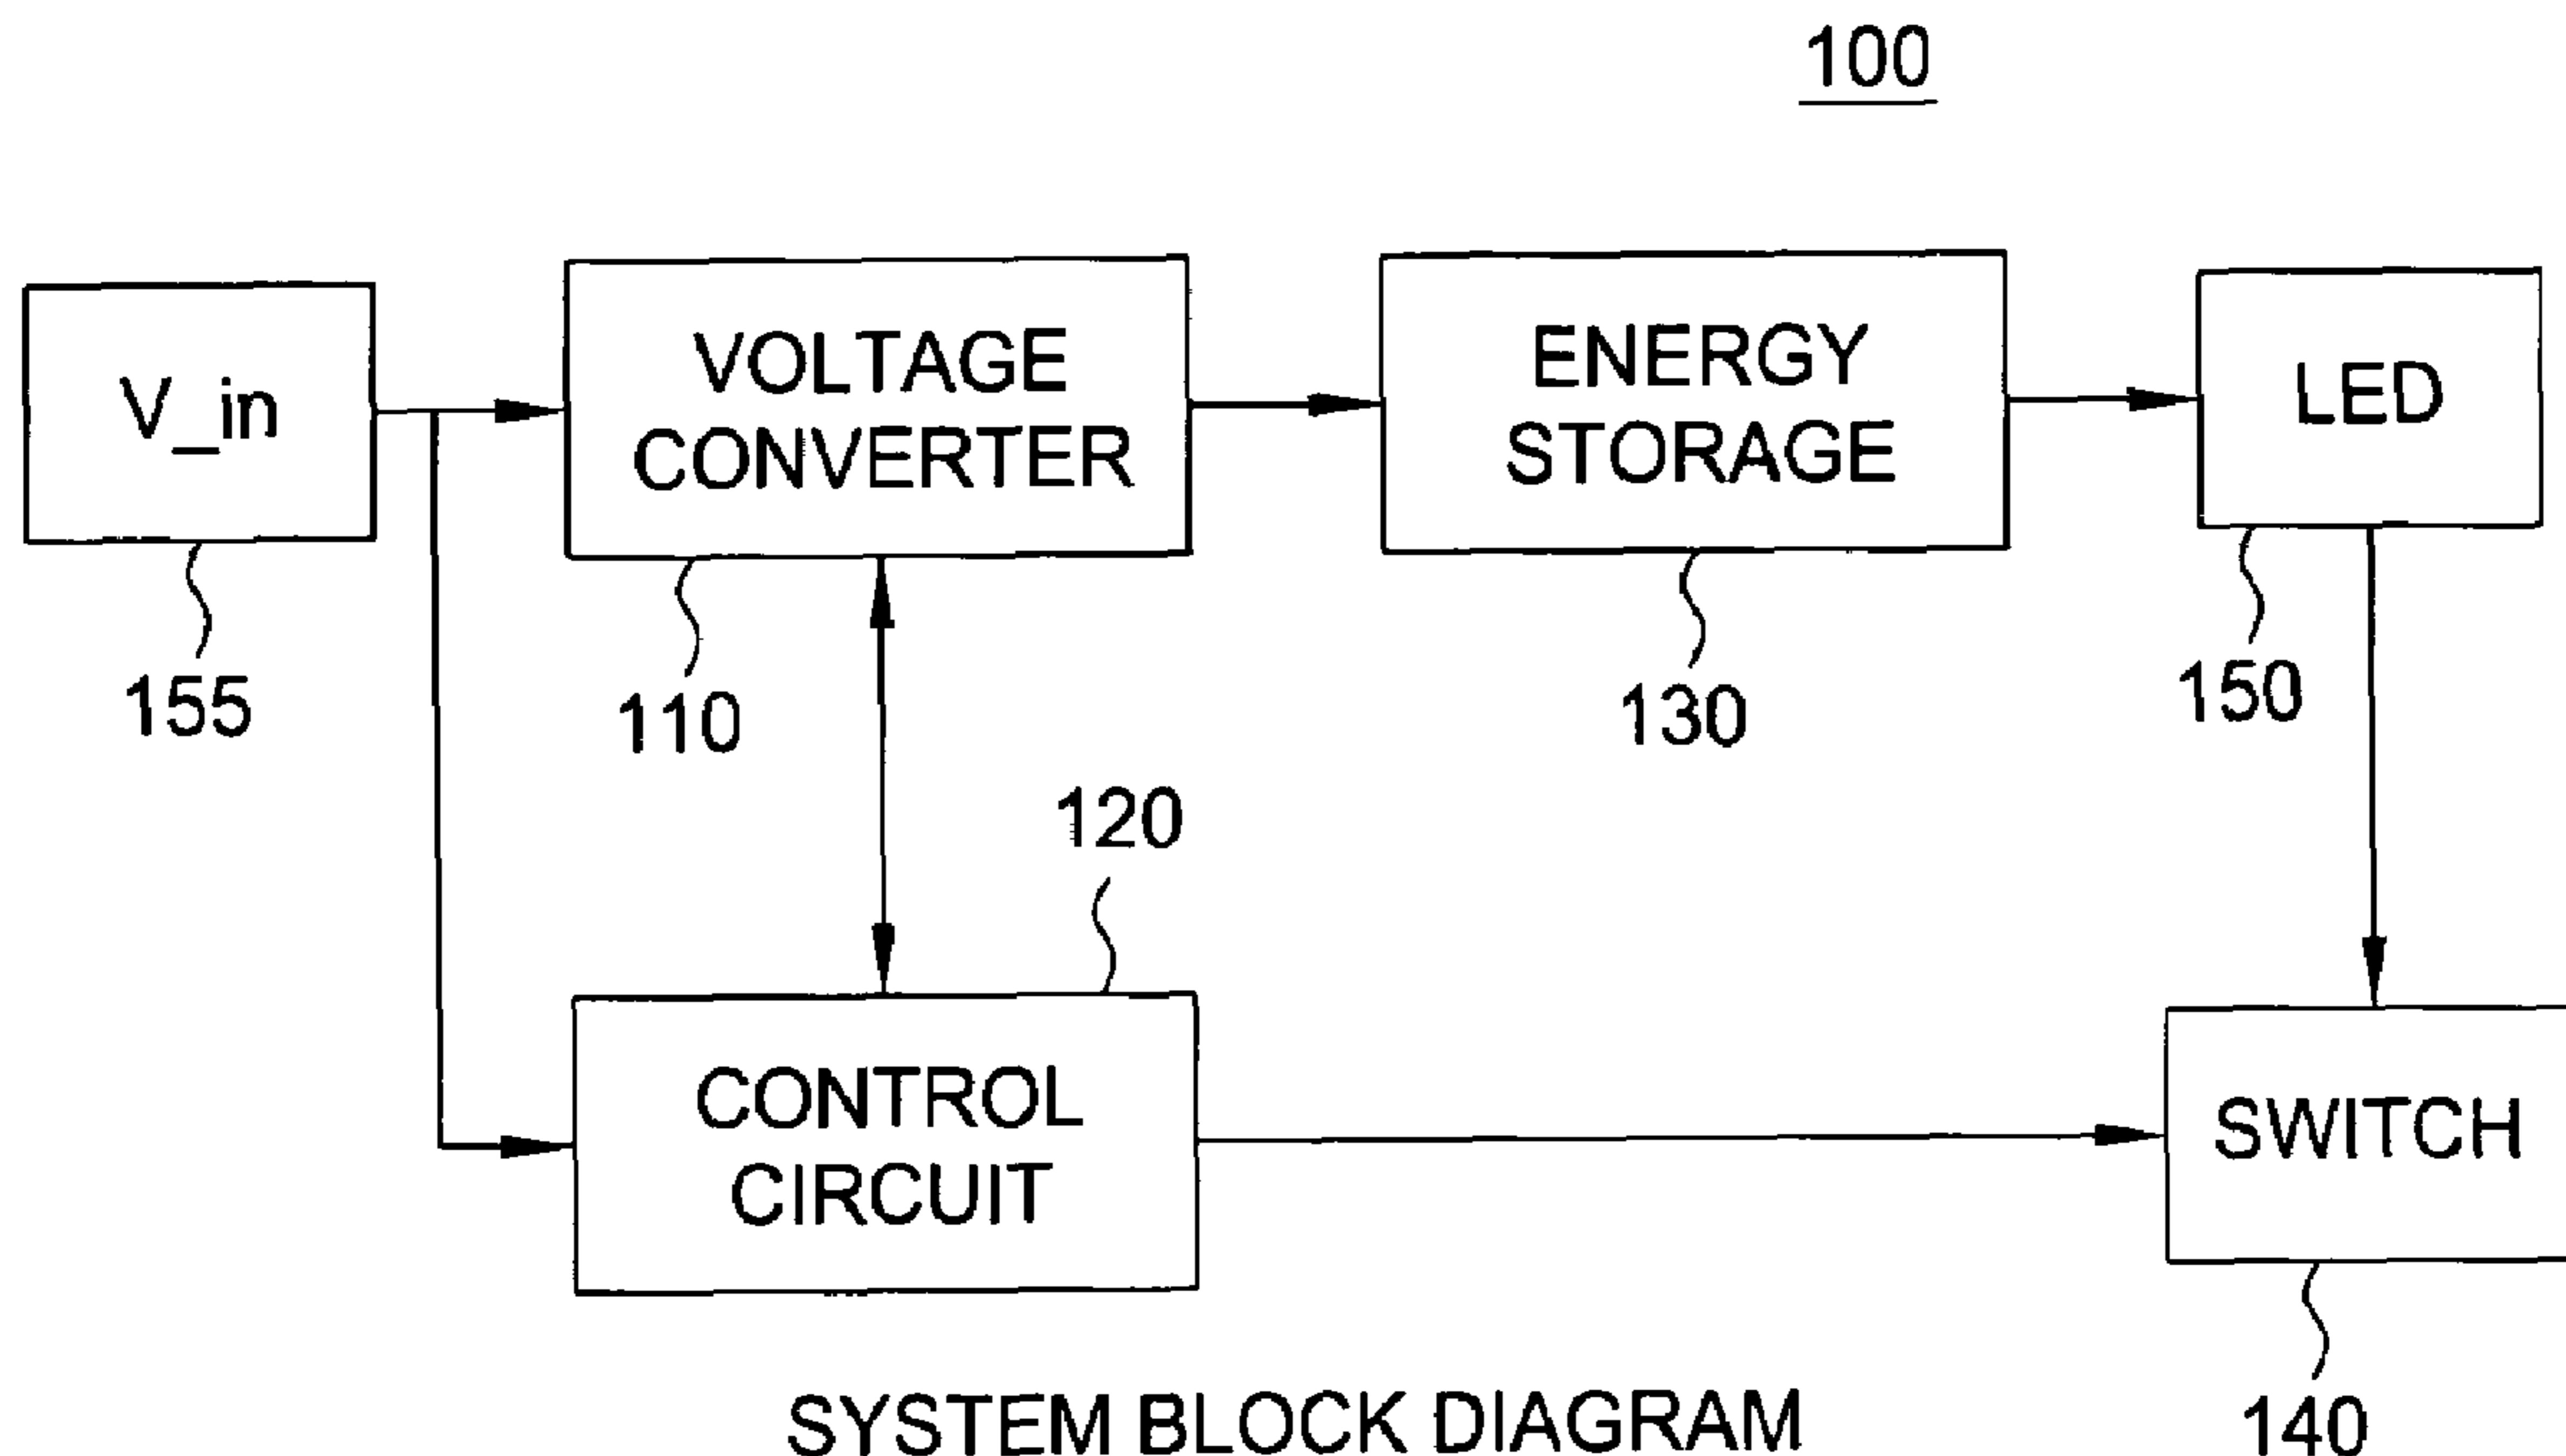 100
V_in
VOLTAGE
CONVERTER
ENERGY
STORAGE
LED
155
110
130
150
120
CONTROL
CIRCUIT
SWITCH
140
SYSTEM BLOCK DIAGRAM